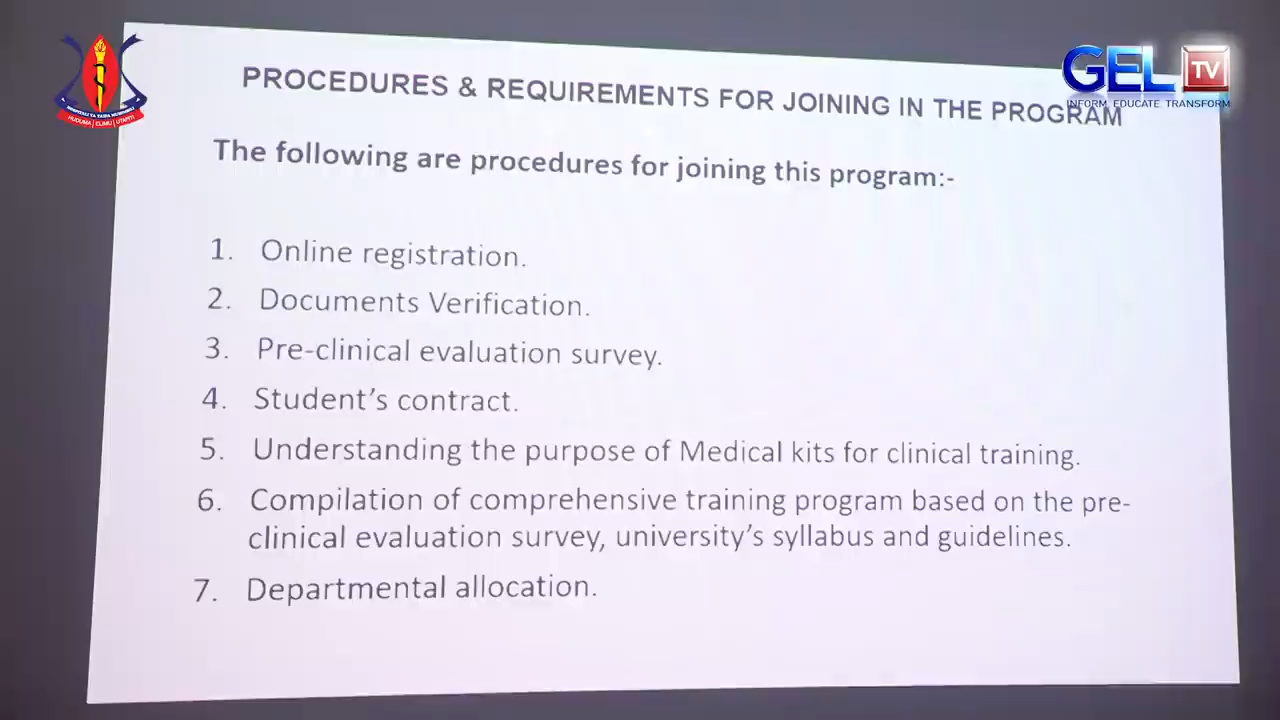 PROCEDURES & REQUIREMENTS FOR JOINING IN THE PROGRAM
The following are procedures for joining this program:-
1. Online registration.
2. Documents Verification.
3. Pre-clinical evaluation survey.
4. Student's contract.
5. Understanding the purpose of Medical kits for clinical training.
6. Compilation of comprehensive training program based on the pre-
clinical evaluation survey, university's syllabus and guidelines.
7. Departmental allocation.
GEL TV
INFORM EDUCATE TRANSFORM
HUDUMA | ELIMU | UTAFITI